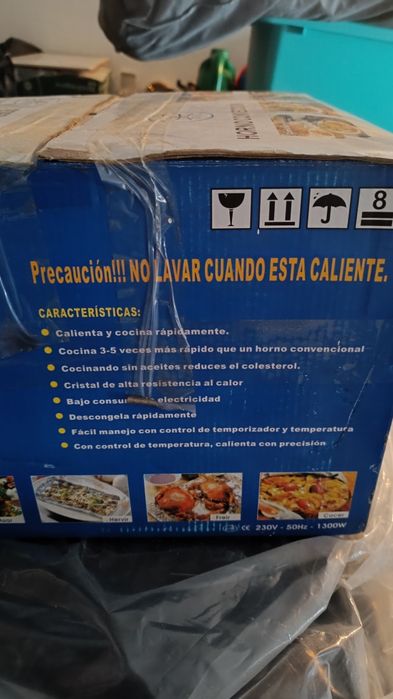 HORNO CON
8
Precaución!!! NO LAVAR CUANDO ESTA CALIENTE.
CARACTERÍSTICAS:
Calienta y cocina rápidamente.
Cocina 3-5 veces más rápido que un horno convencional
Cocinando sin aceites reduces el colesterol.
Cristal de alta resistencia al calor
Bajo electricidad
Descongela rápidamente
Fácil manejo con control de temporizador y temperatura
Con control de temperatura, calienta con precisión
Hervir
Freir
Cocer
CE 230V - 50Hz - 1300W